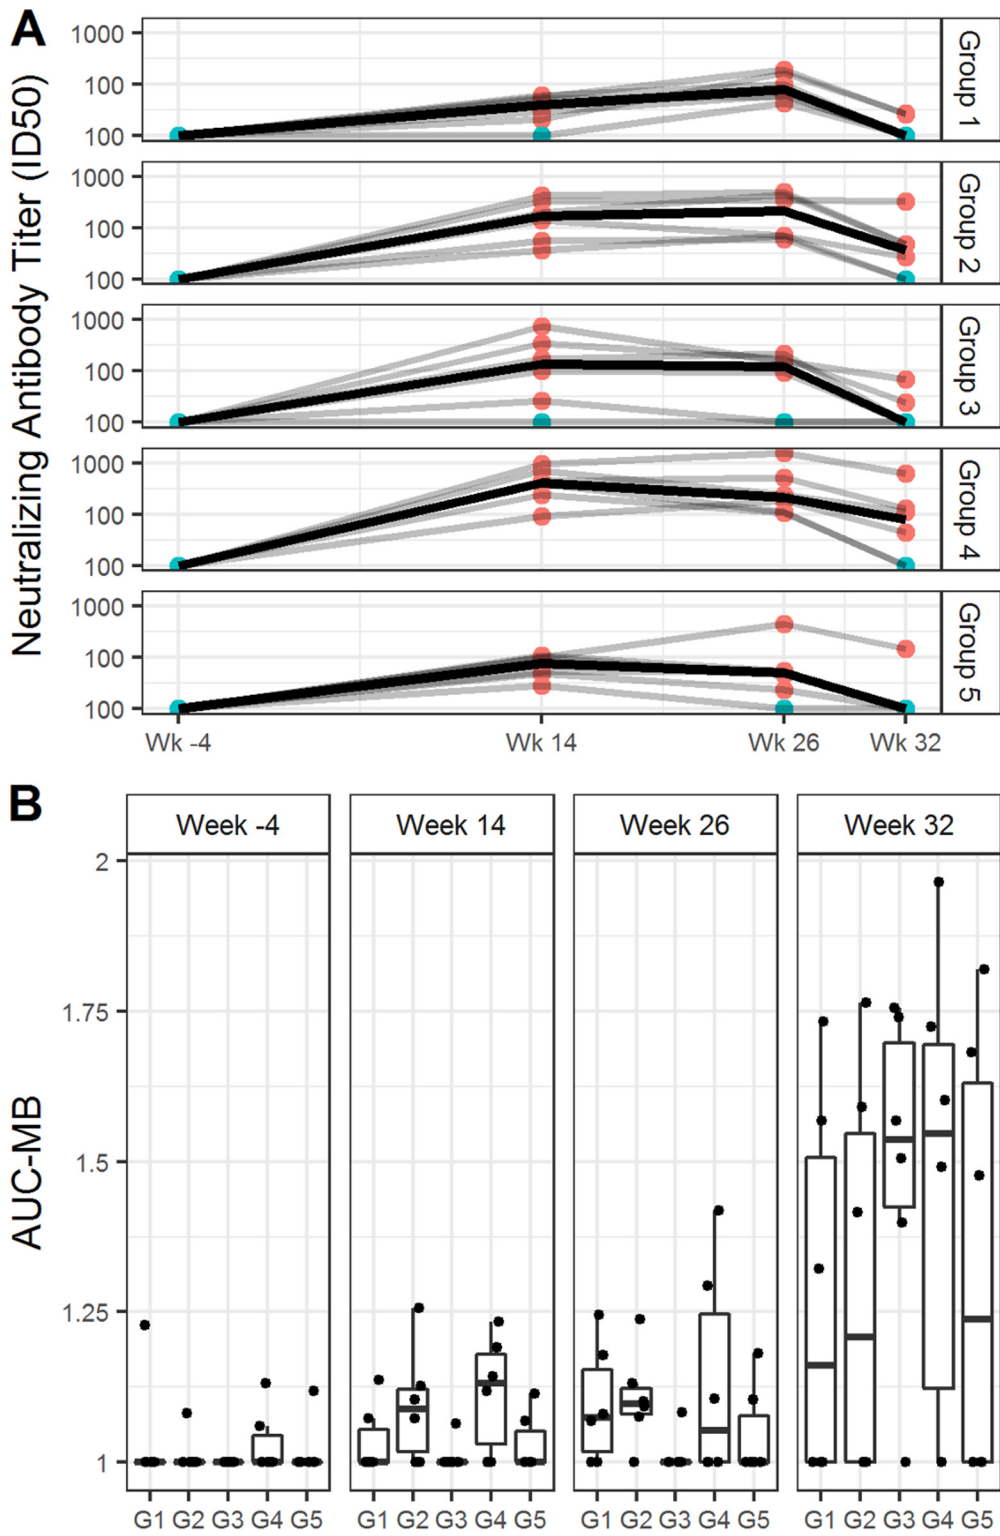 A
Neutralizing Antibody Titer (ID50)
1000
100
100
Group 1
1000
100
100
Group 2
1000
100
100
Group 3
1000
100
100
Group 4
1000
100
100
Group 5
Wk -4 Wk 14 Wk 26 Wk 32
B
Week -4 Week 14 Week 26 Week 32
AUC-MB
2
1.75
1.5
1.25
1
G1 G2 G3 G4 G5 G1 G2 G3 G4 G5 G1 G2 G3 G4 G5 G1 G2 G3 G4 G5